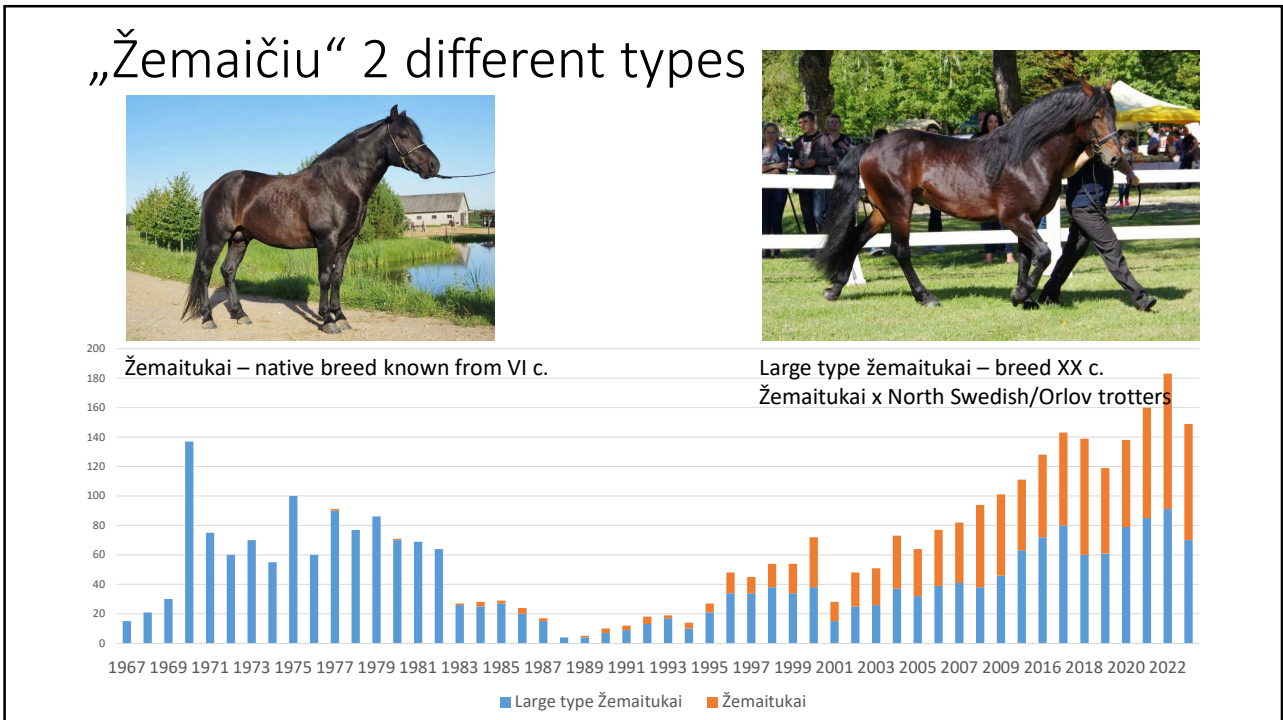 „Žemaičiu“ 2 different types
Žemaitukai – native breed known from VI c.
Large type žemaitukai – breed XX c.
Žemaitukai x North Swedish/Orlov trotters
200
180
160
140
120
100
80
60
40
20
0
1967 1969 1971 1973 1975 1977 1979 1981 1983 1985 1987 1989 1991 1993 1995 1997 1999 2001 2003 2005 2007 2009 2016 2018 2020 2022
Large type Žemaitukai Žemaitukai